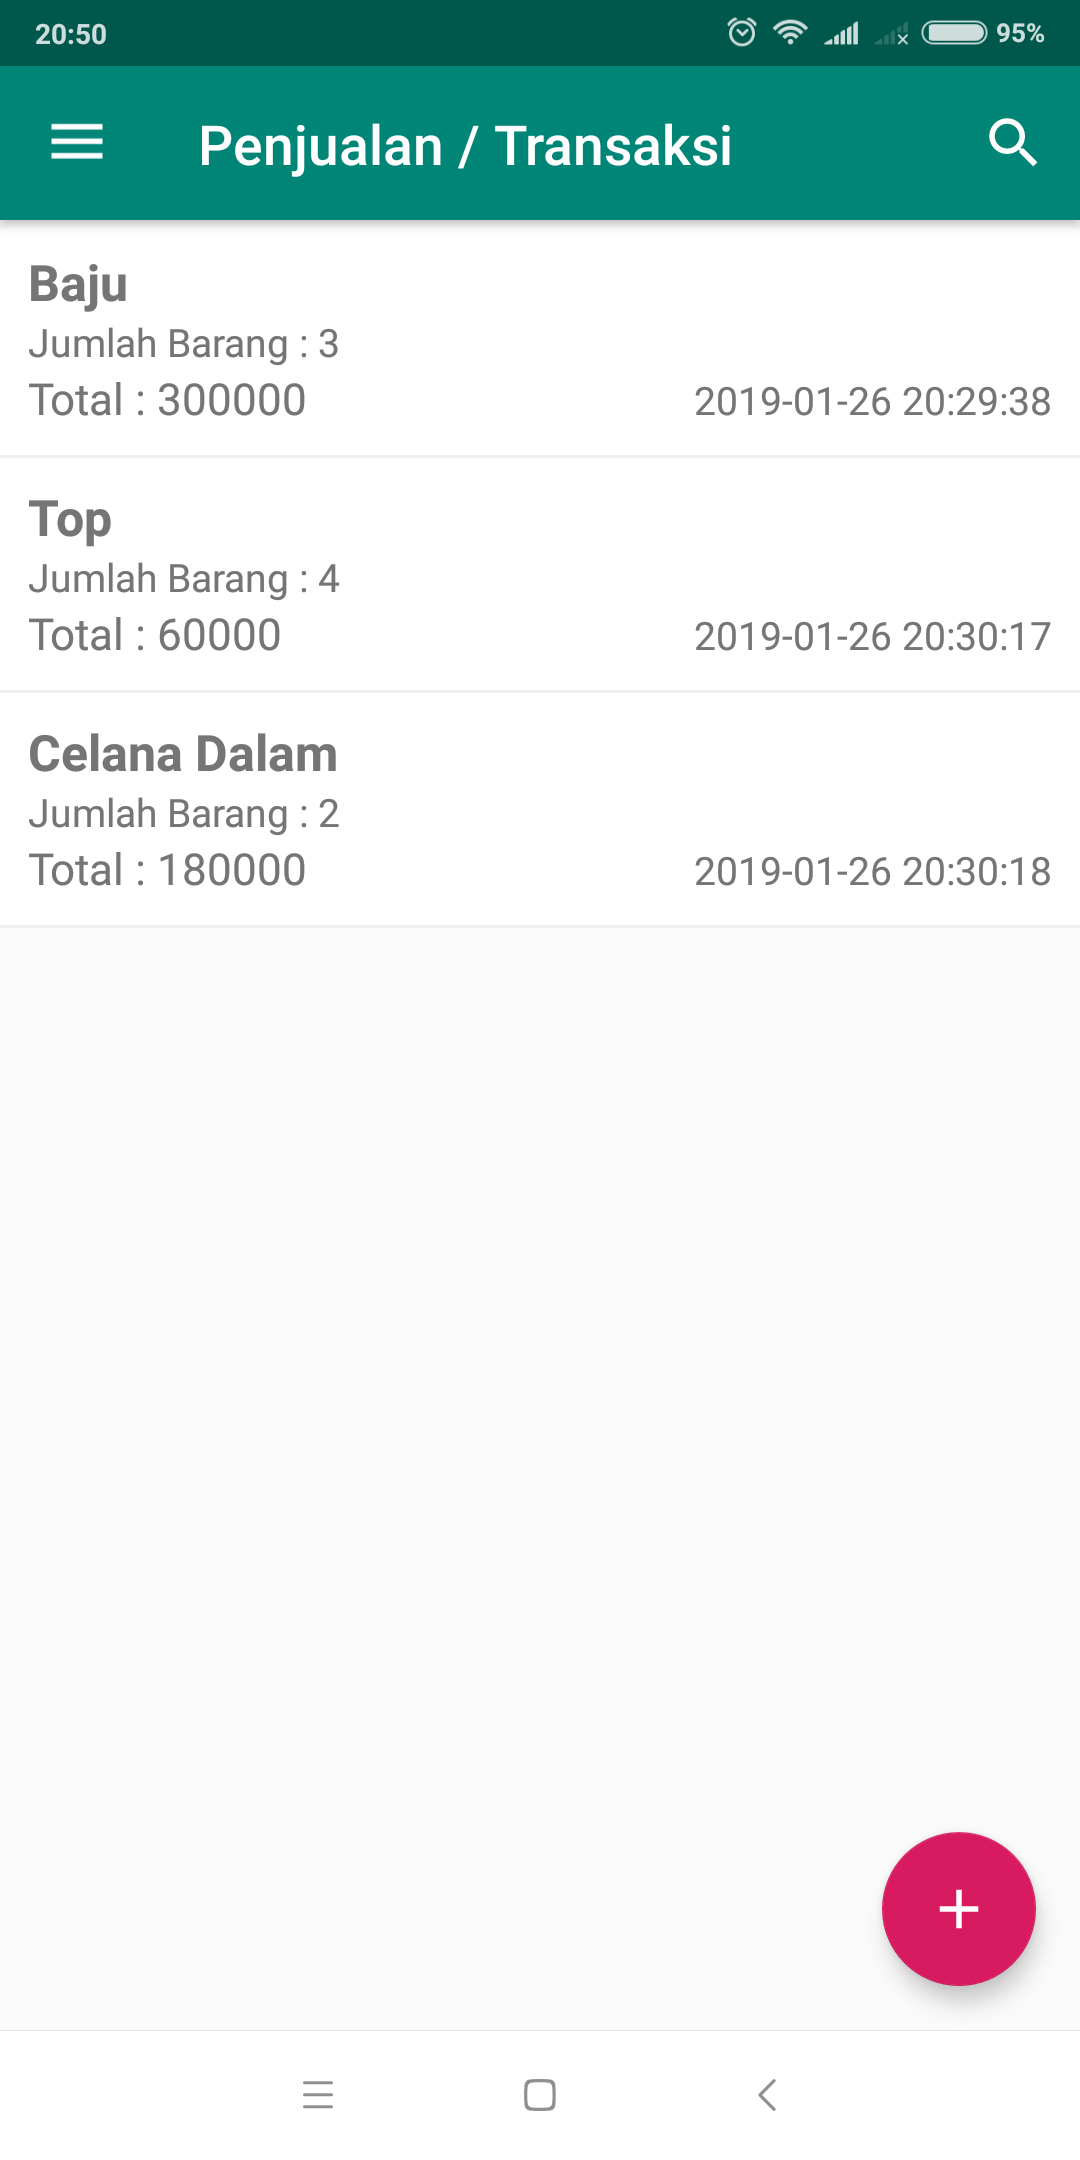 20:50
95%
Penjualan / Transaksi
Baju
Jumlah Barang : 3
Total : 300000
2019-01-26 20:29:38
Top
Jumlah Barang : 4
Total : 60000
2019-01-26 20:30:17
Celana Dalam
Jumlah Barang : 2
Total : 180000
2019-01-26 20:30:18